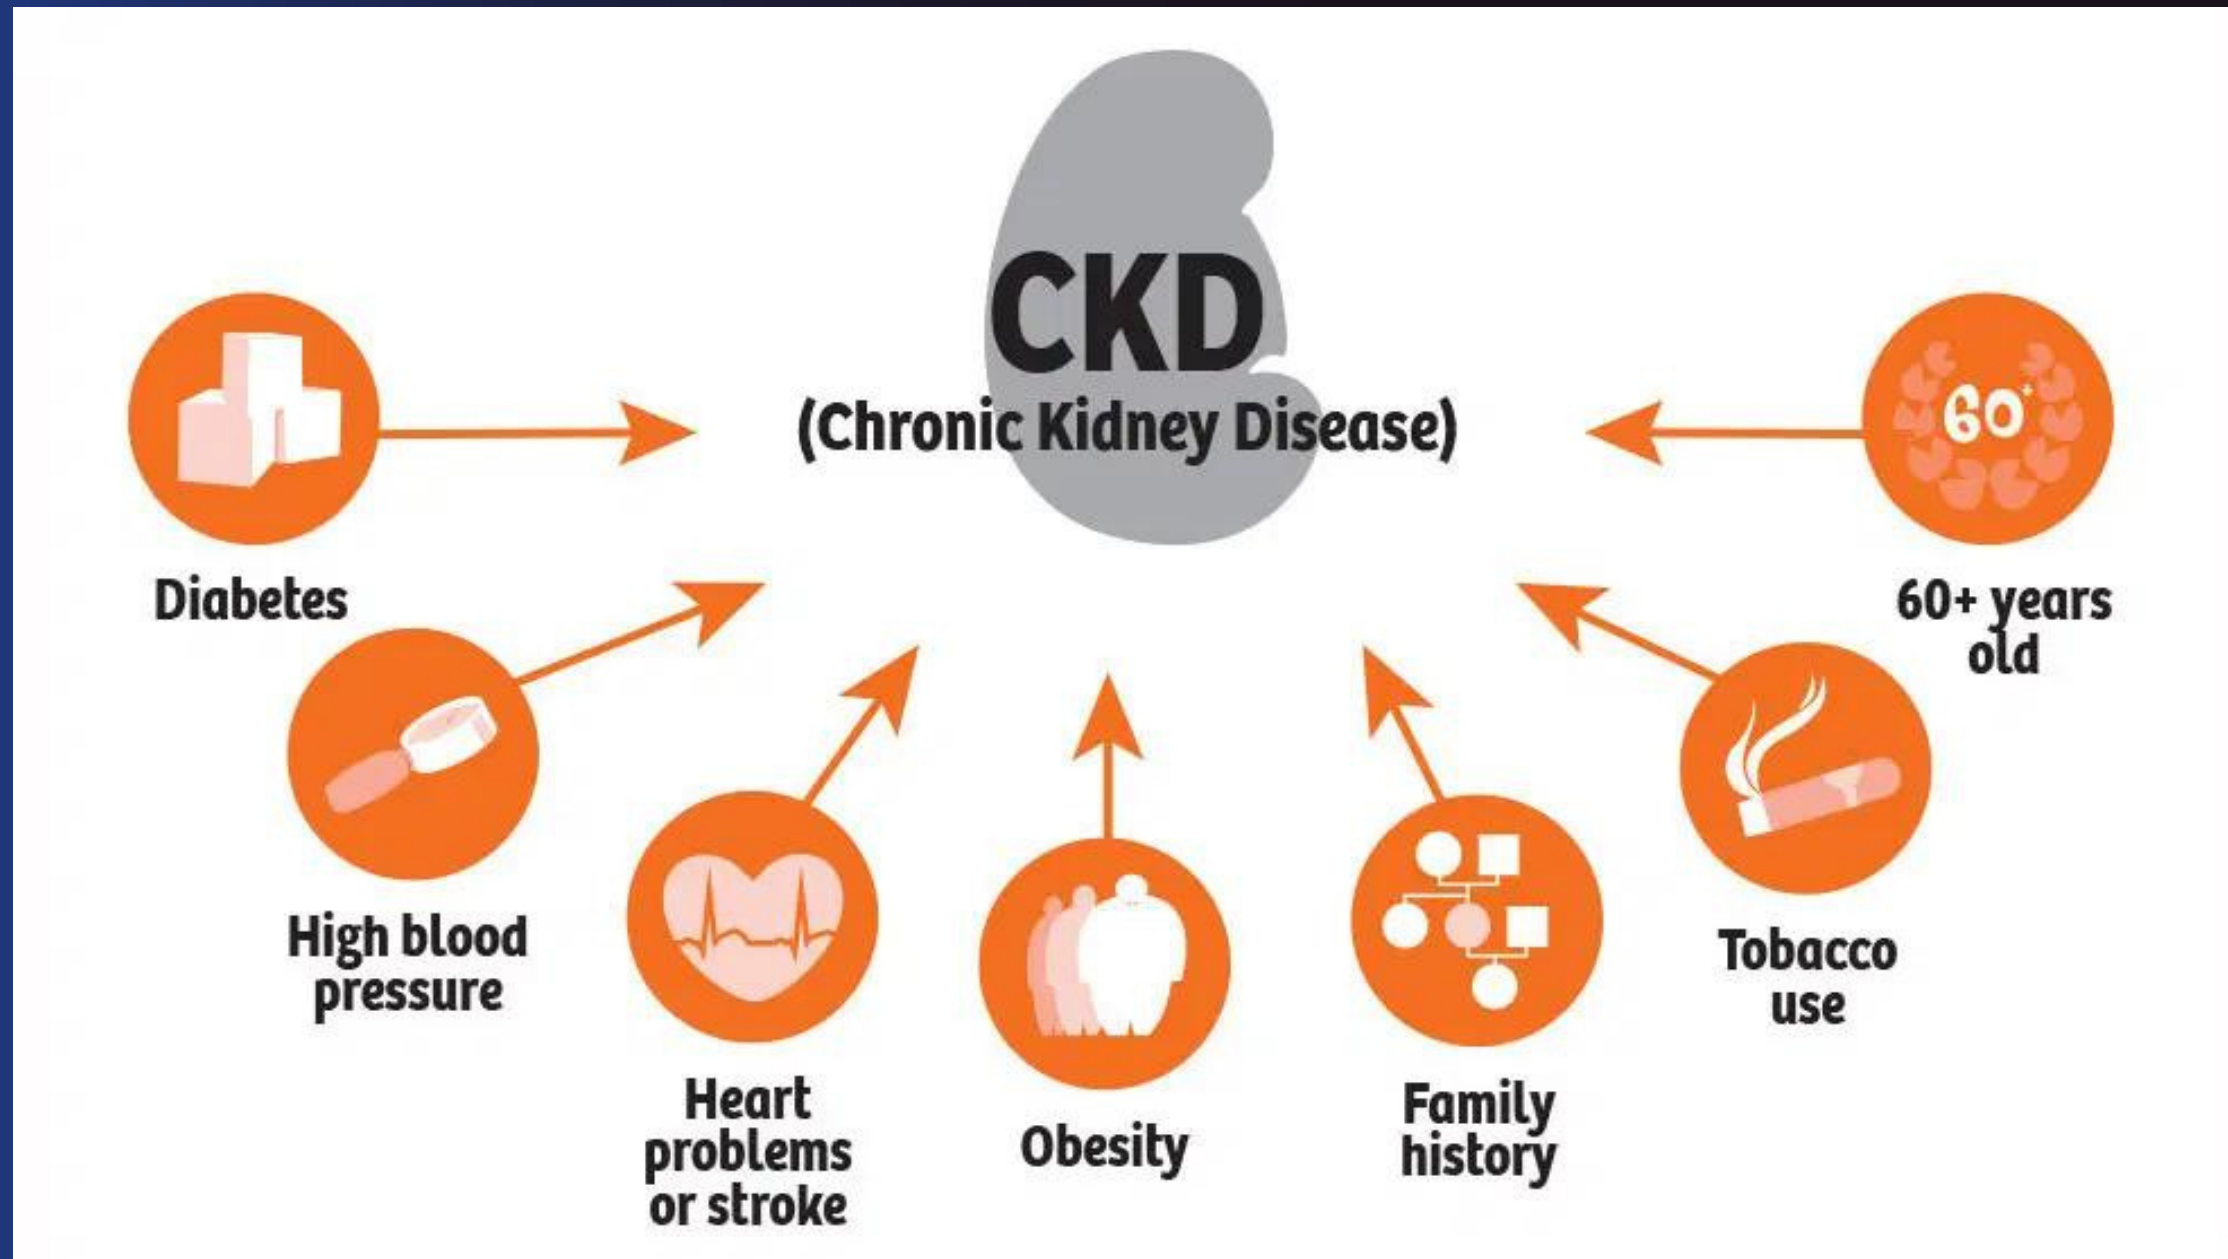 CKD
(Chronic Kidney Disease)
60+
Diabetes
60+ years
old
High blood
pressure
Tobacco
use
Heart
problems
or stroke
Obesity
Family
history